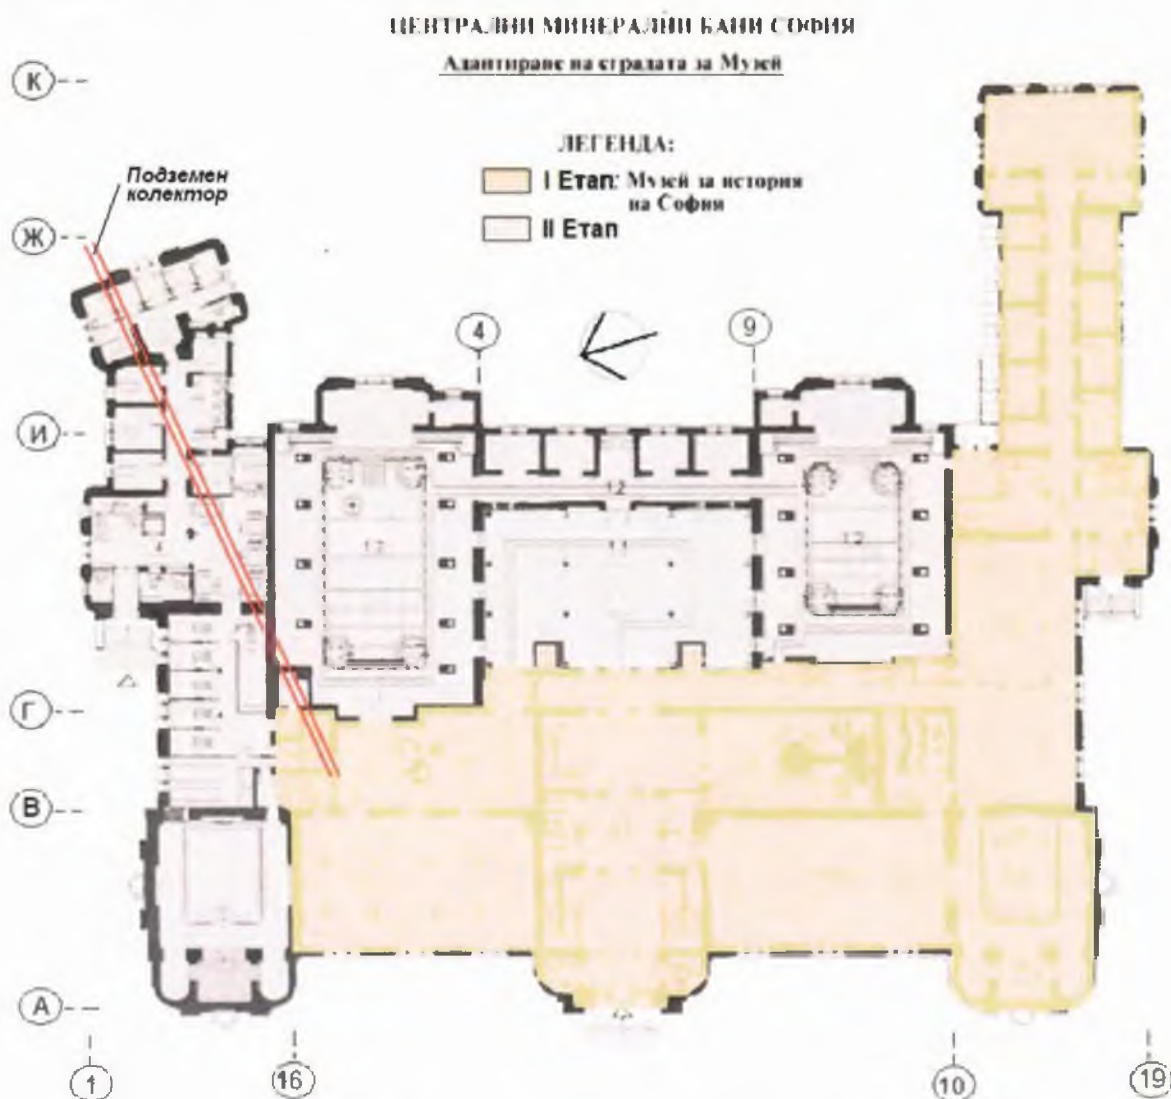 ЦЕНТРАЛНИ МИНЕРАЛНИ БАНИ СОФИЯ
Адаптиране на сградата за Музей
К
ЛЕГЕНДА:
Подземен
колектор
I Етап: Музей за история
на София
II Етап
Ж
4
9
И
12
12
12
11
Г
В
А
1
16
10
19